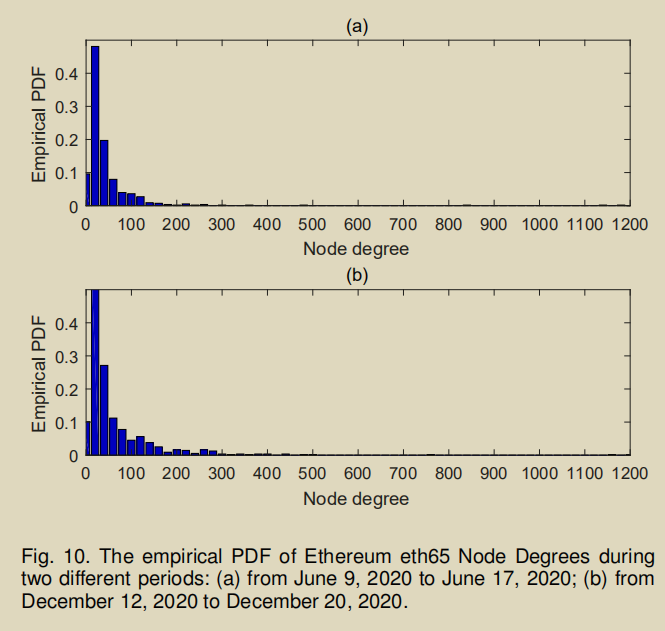 (a)
0.4
0.3
0.2
0.1
0
Empirical PDF
0 100 200 300 400 500 600 700 800 900 1000 1100 1200
Node degree
(b)
0.4
0.3
0.2
0.1
0
Empirical PDF
0 100 200 300 400 500 600 700 800 900 1000 1100 1200
Node degree
Fig. 10. The empirical PDF of Ethereum eth65 Node Degrees during
two different periods: (a) from June 9, 2020 to June 17, 2020; (b) from
December 12, 2020 to December 20, 2020.